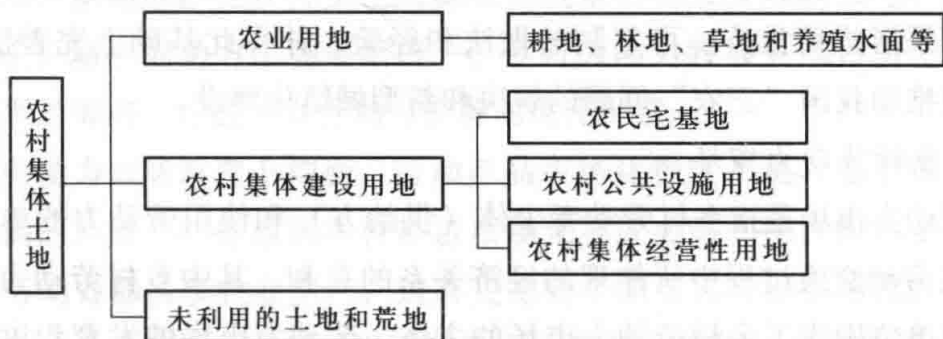 农业用地
耕地、林地、草地和养殖水面等
农村集体土地
农民宅基地
农村集体建设用地
农村公共设施用地
农村集体经营性用地
未利用的土地和荒地